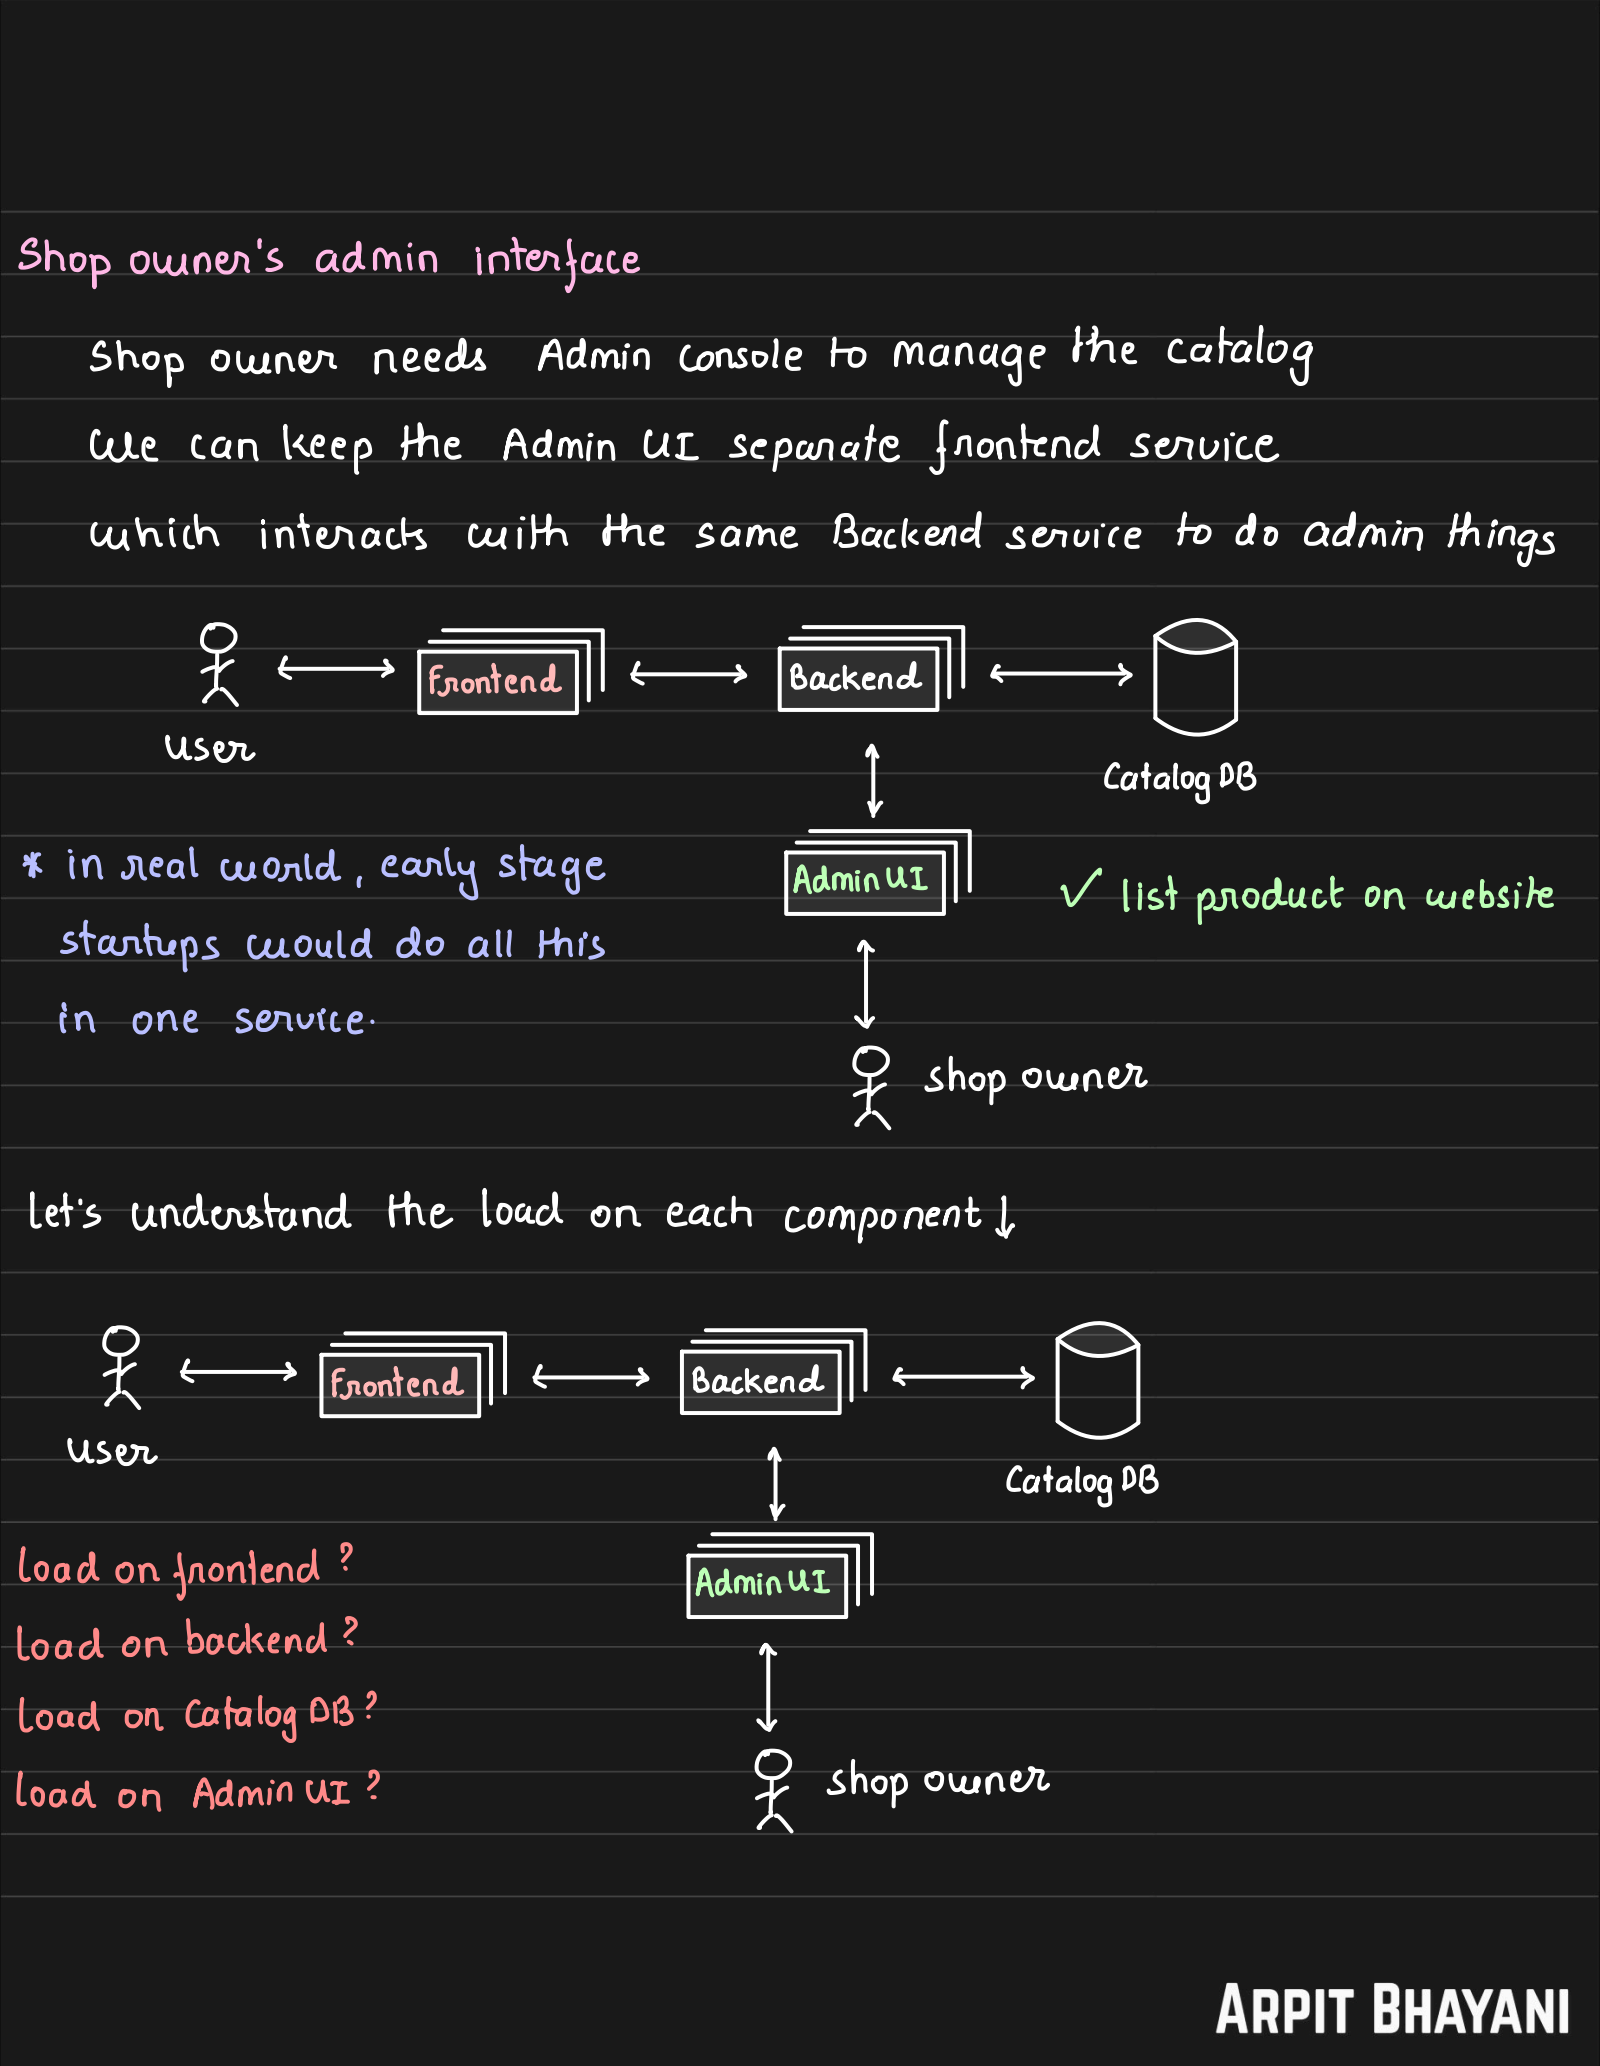 Shop owner's admin interface
Shop owner needs Admin console to manage the catalog
We can keep the Admin UI separate frontend service
which interacts with the same Backend service to do admin things
Frontend
Backend
user
Catalog DB
* in real world, early stage
startups would do all this
in one service.
Admin UI
✓ list product on website
shop owner
let's understand the load on each component ↓
Frontend
Backend
user
Catalog DB
load on frontend ?
load on backend ?
load on Catalog DB ?
load on Admin UI ?
Admin UI
shop owner
ARPIT BHAYANI